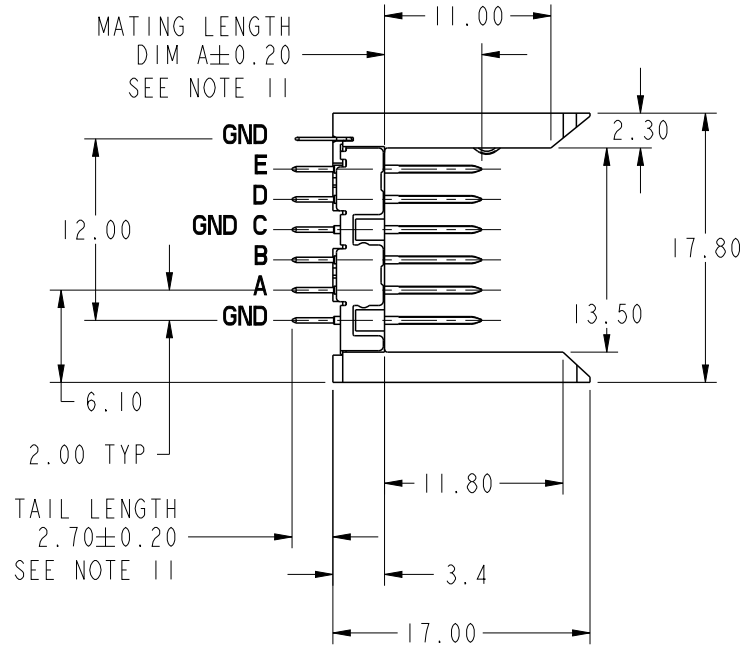 MATING LENGTH
DIM A±0.20
SEE NOTE 11
11.00
2.30
GND
E
D
GND C
B
A
GND
12.00
17.80
13.50
6.10
2.00 TYP
11.80
TAIL LENGTH
2.70±0.20
SEE NOTE 11
3.4
17.00